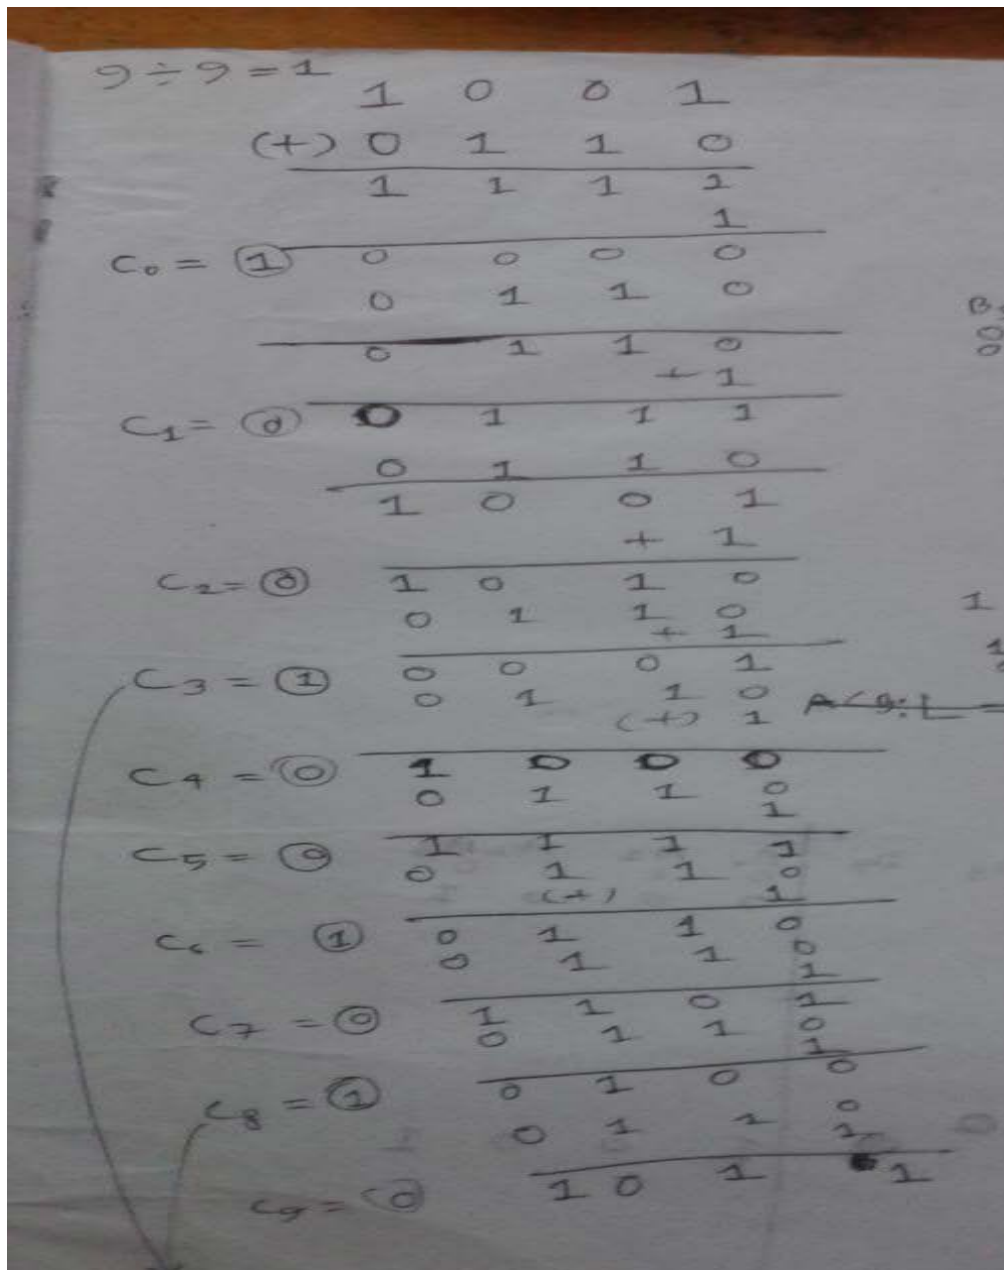 9 ÷ 9 = 1
1 0 0 1
(+) 0 1 1 0
1 1 1 1
1
C₀ = 1 0 0 0 0
0 1 1 0
0 1 1 0
+ 1
C₁ = 0 0 1 1 1
0 1 1 0
1 0 0 1
+ 1
C₂ = 0 1 0 1 0
0 1 1 0
+ 1
C₃ = 1 0 0 0 1
0 1 1 0
(+) 1
C₄ = 0 1 0 0 0
0 1 1 0
1
C₅ = 0 1 1 1 1
0 1 1 0
(+) 1
C₆ = 1 0 1 1 0
0 1 1 0
1
C₇ = 0 1 1 0 1
0 1 1 0
1
C₈ = 1 0 1 0 0
0 1 1 0
1
C₉ = 0 1 0 1 1